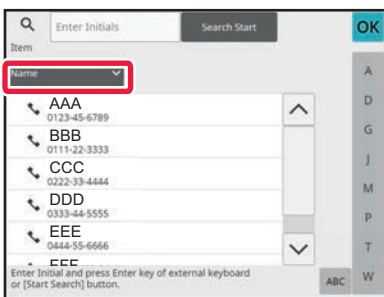 Enter Initials
Search Start
OK
Item
Name
AAA
0123-45-6789
BBB
0111-22-3333
CCC
0222-33-4444
DDD
0333-44-5555
EEE
0444-55-6666
FFF
Enter Initial and press Enter key of external keyboard
or [Start Search] button.
A
D
G
J
M
P
T
W
ABC